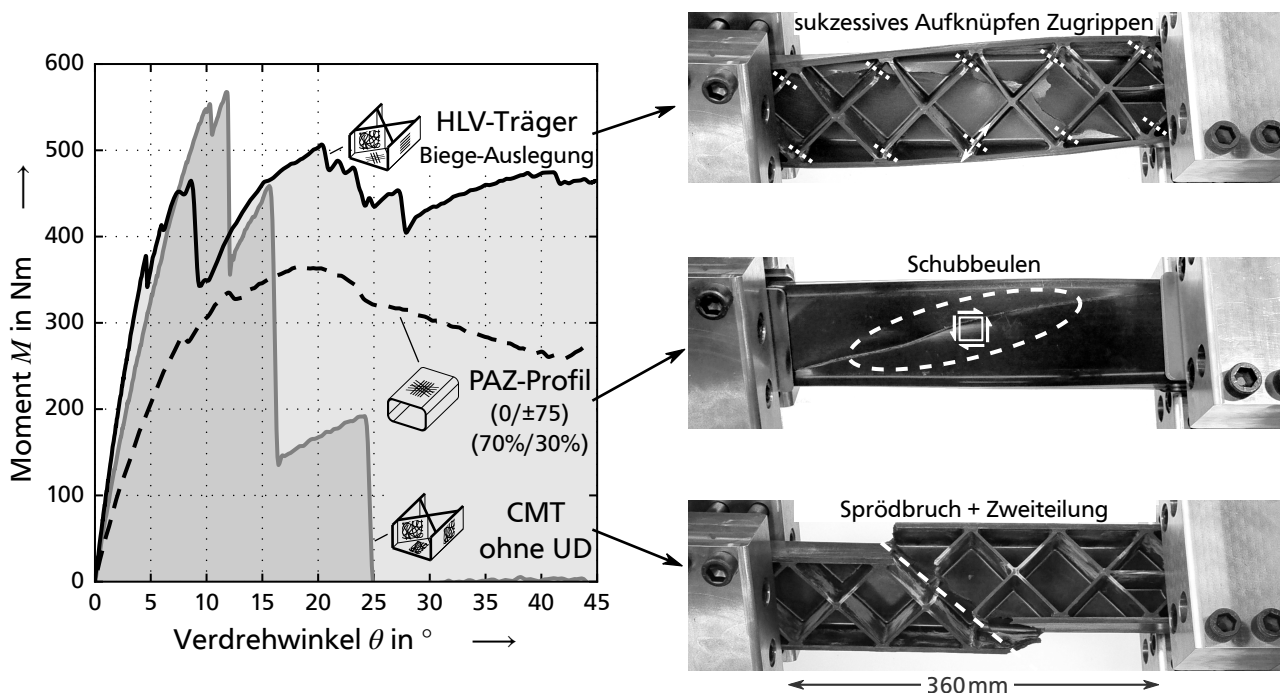 sukzessives Aufknüpfen Zugrippen
600
500
400
300
200
100
0
Moment M in Nm
HLV-Träger
Biege-Auslegung
Schubbeulen
PAZ-Profil
(0/±75)
(70%/30%)
CMT
ohne UD
Sprödbruch + Zweiteilung
0 5 10 15 20 25 30 35 40 45
Verdrehwinkel θ in °
360mm